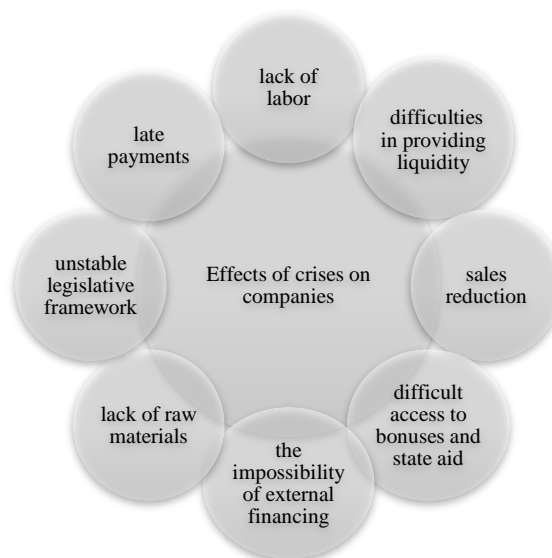 lack of
labor
difficulties
in providing
liquidity
sales
reduction
difficult
access to
bonuses and
state aid
the
impossibility
of external
financing
lack of raw
materials
unstable
legislative
framework
late
payments
Effects of crises on
companies